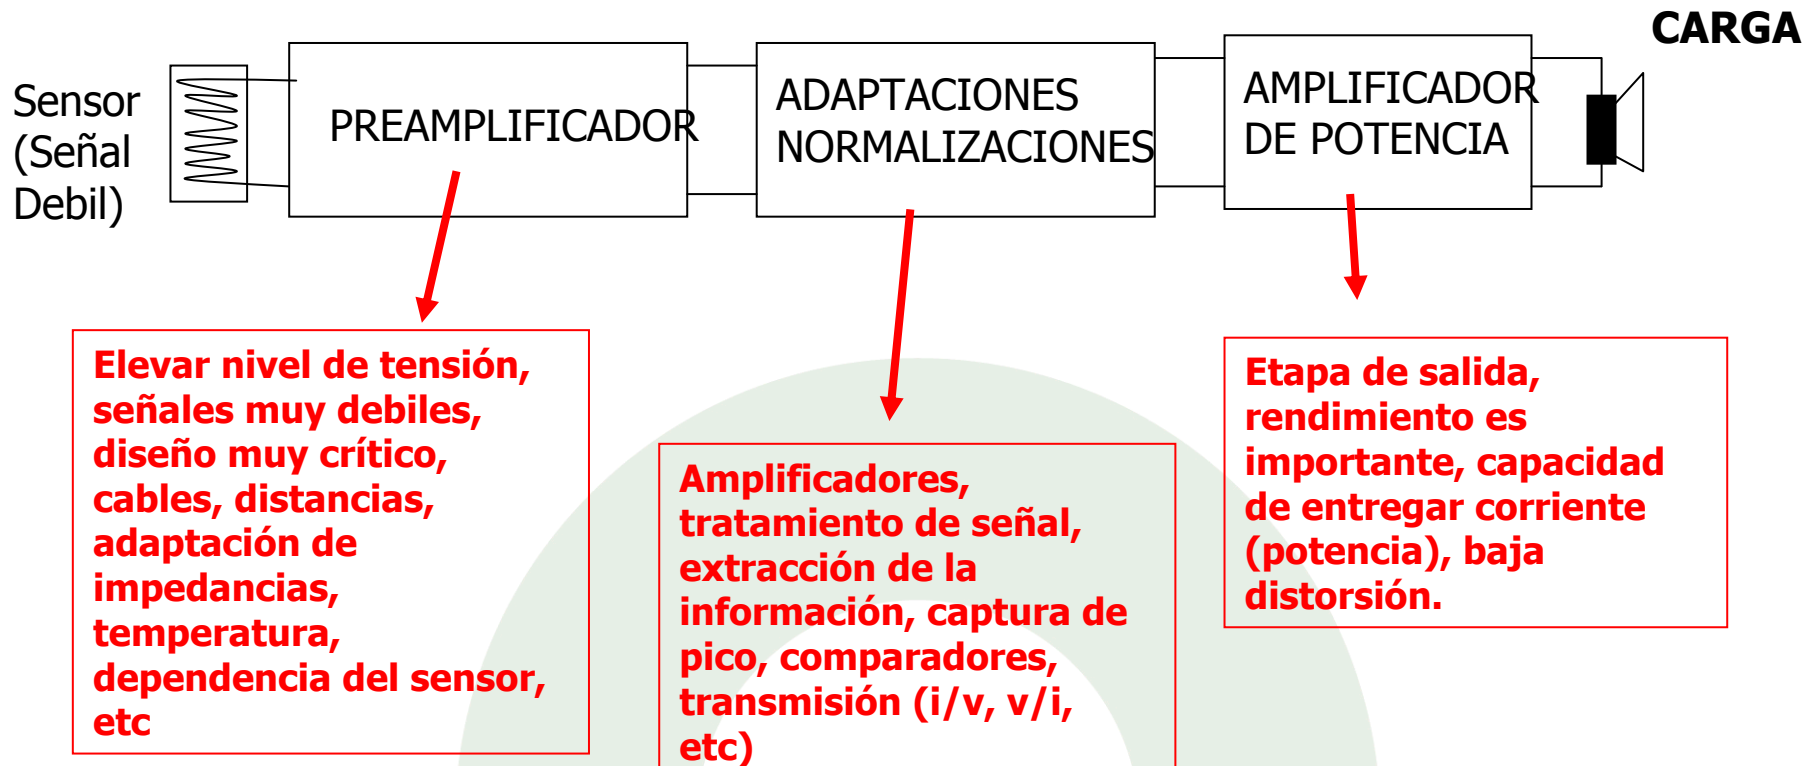 CARGA
Sensor
(Señal
Debil)
PREAMPLIFICADOR
ADAPTACIONES
NORMALIZACIONES
AMPLIFICADOR
DE POTENCIA
Elevar nivel de tensión,
señales muy debiles,
diseño muy crítico,
cables, distancias,
adaptación de
impedancias,
temperatura,
dependencia del sensor,
etc
Amplificadores,
tratamiento de señal,
extracción de la
información, captura de
pico, comparadores,
transmisión (i/v, v/i,
etc)
Etapa de salida,
rendimiento es
importante, capacidad
de entregar corriente
(potencia), baja
distorsión.